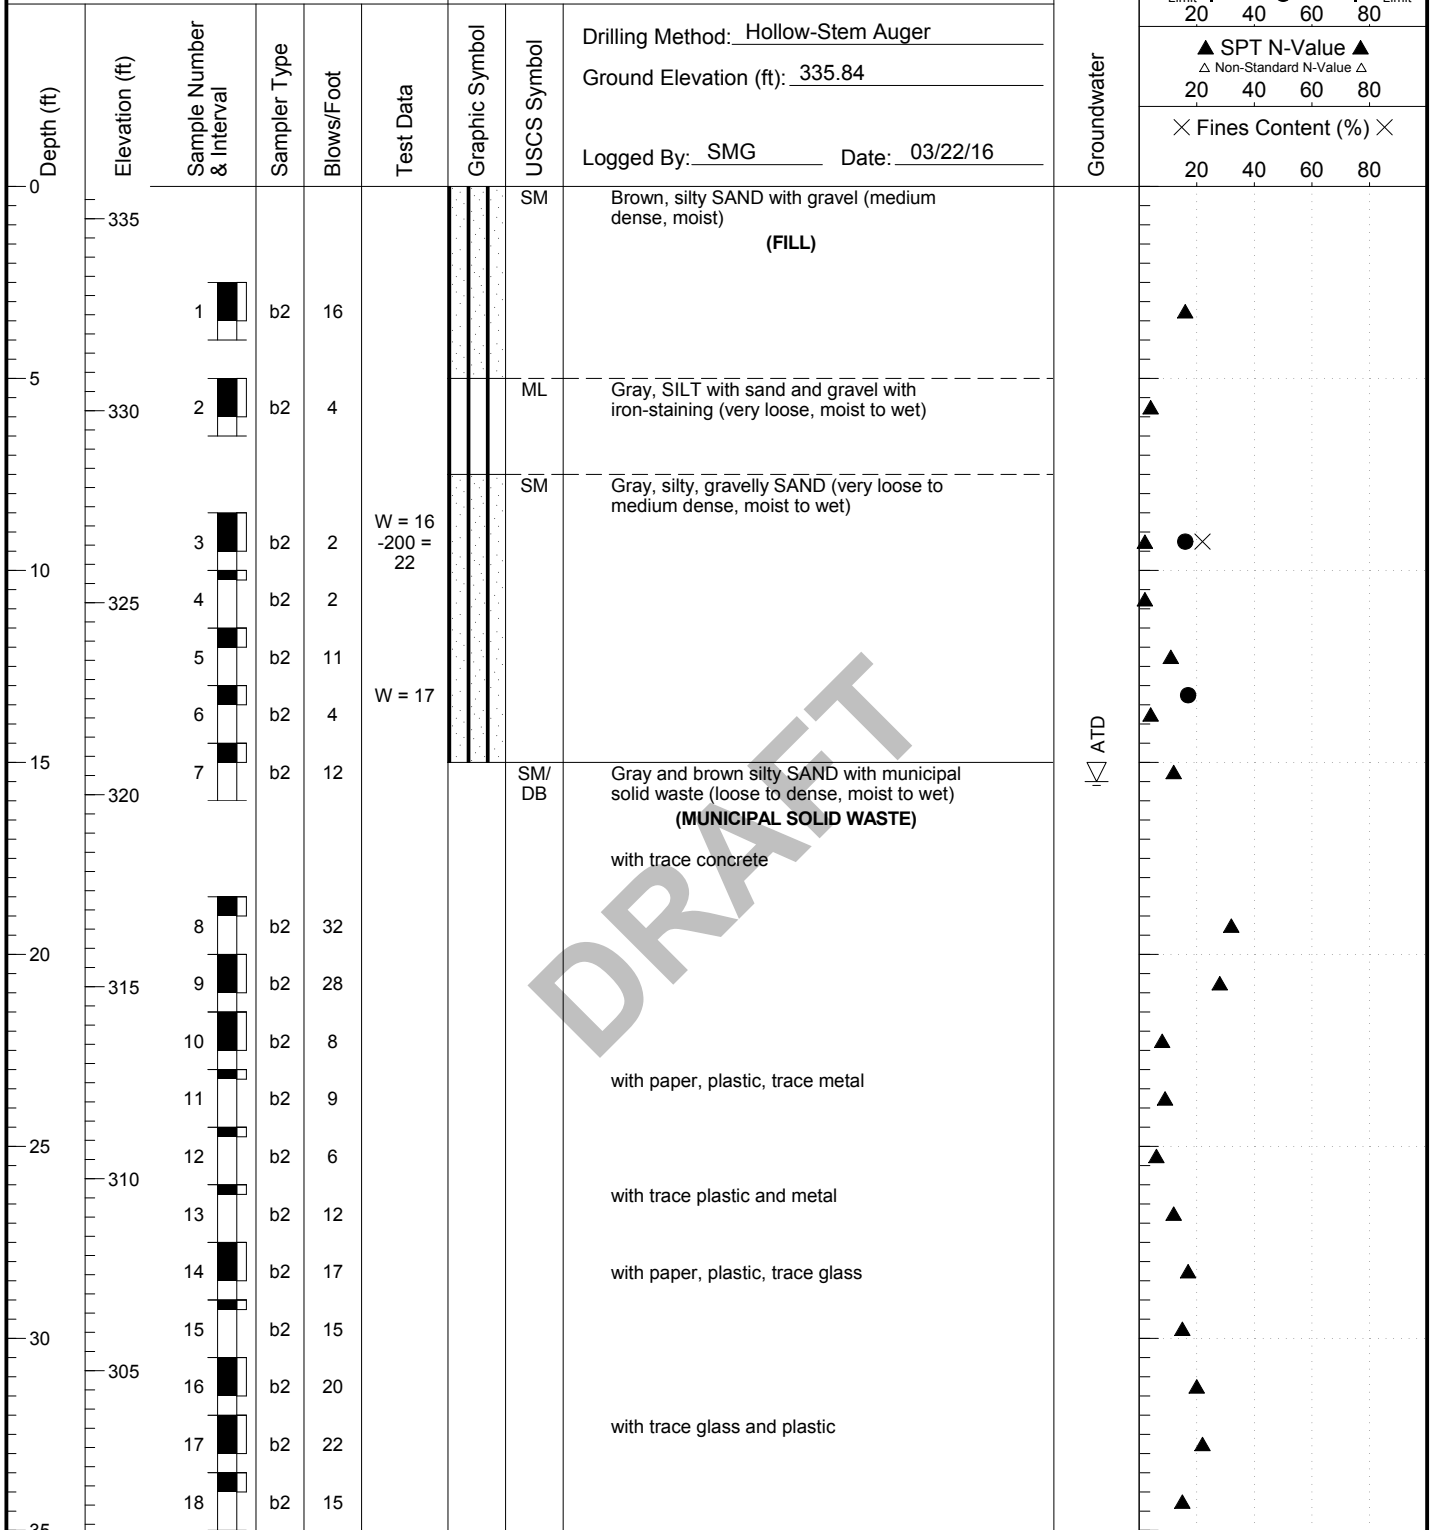 Limit Limit
20 40 60 80
Drilling Method: Hollow-Stem Auger
▲ SPT N-Value ▲
△ Non-Standard N-Value △
Ground Elevation (ft): 335.84
20 40 60 80
× Fines Content (%) ×
Logged By: SMG Date: 03/22/16
20 40 60 80
Depth (ft)
Elevation (ft)
Sample Number
& Interval
Sampler Type
Blows/Foot
Test Data
Graphic Symbol
USCS Symbol
Groundwater
0
SM Brown, silty SAND with gravel (medium
335 dense, moist)
(FILL)
1 b2 16
5
ML Gray, SILT with sand and gravel with
330 2 b2 4 iron-staining (very loose, moist to wet)
SM Gray, silty, gravelly SAND (very loose to
medium dense, moist to wet)
W = 16
3 b2 2 -200 =
22
10
325 4 b2 2
5 b2 11
W = 17
6 b2 4
ATD
15
7 b2 12 SM/ Gray and brown silty SAND with municipal
320 DB solid waste (loose to dense, moist to wet)
(MUNICIPAL SOLID WASTE)
with trace concrete
DRAFT
8 b2 32
20
315 9 b2 28
10 b2 8
with paper, plastic, trace metal
11 b2 9
25
12 b2 6
310
with trace plastic and metal
13 b2 12
14 b2 17 with paper, plastic, trace glass
15 b2 15
30
305
16 b2 20
with trace glass and plastic
17 b2 22
18 b2 15
35